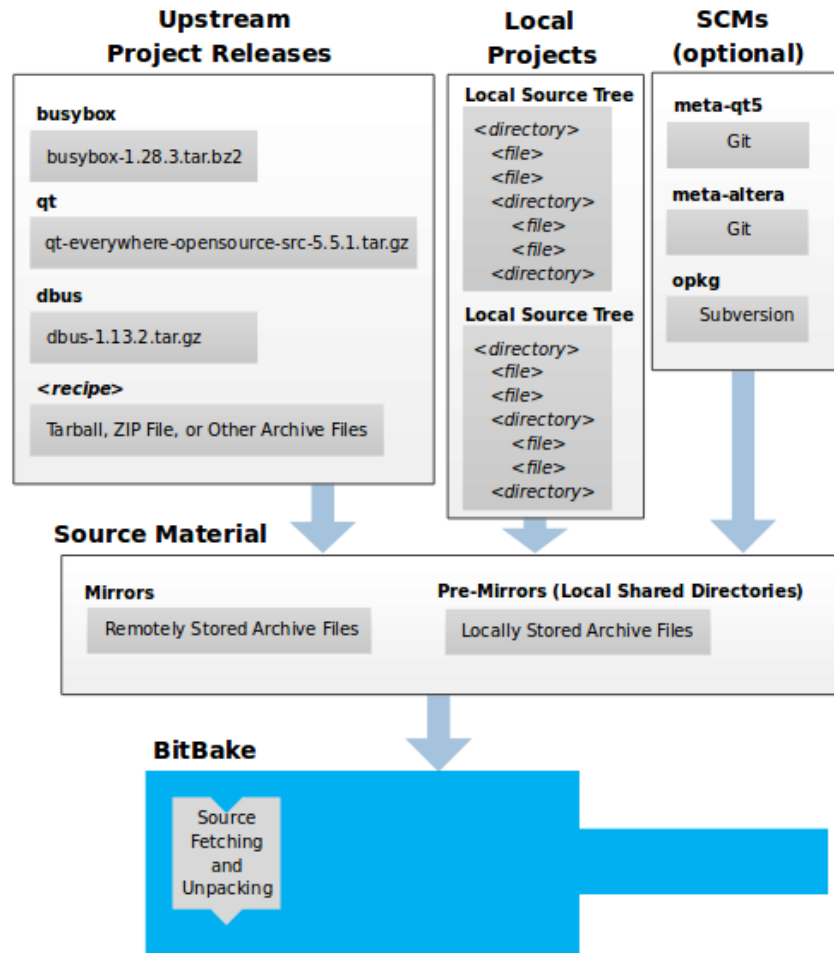 Upstream
Project Releases
busybox
busybox-1.28.3.tar.bz2
qt
qt-everywhere-opensource-src-5.5.1.tar.gz
dbus
dbus-1.13.2.tar.gz
<recipe>
Tarball, ZIP File, or Other Archive Files
Local
Projects
Local Source Tree
<directory>
<file>
<file>
<directory>
<file>
<file>
<directory>
Local Source Tree
<directory>
<file>
<file>
<directory>
<file>
<file>
<directory>
SCMs
(optional)
meta-qt5
Git
meta-altera
Git
opkg
Subversion
Source Material
Mirrors
Remotely Stored Archive Files
Pre-Mirrors (Local Shared Directories)
Locally Stored Archive Files
BitBake
Source
Fetching
and
Unpacking